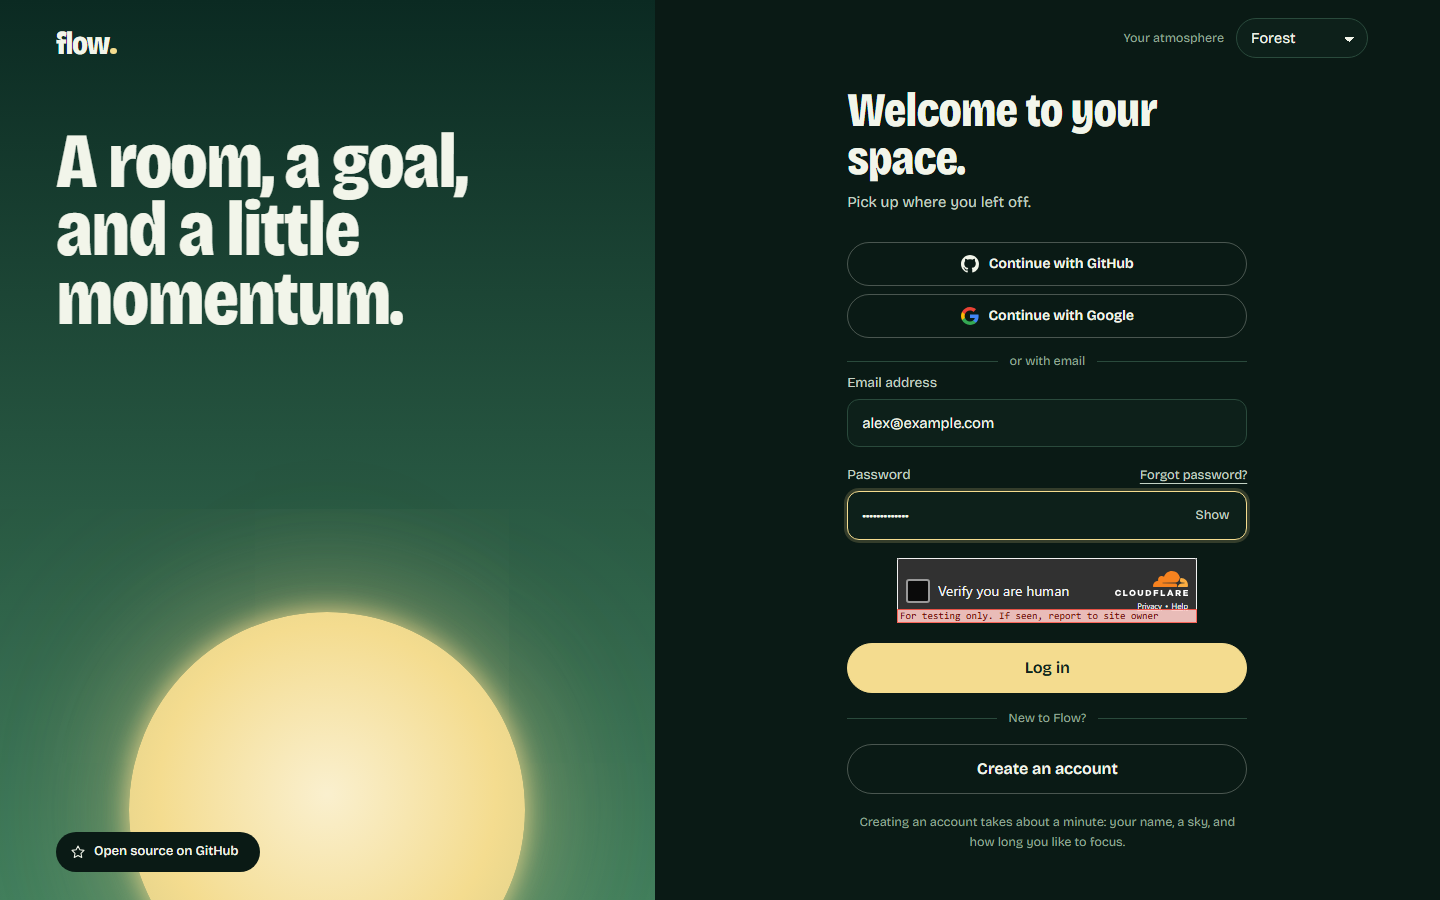 flow.
A room, a goal,
and a little
momentum.
Open source on GitHub
Your atmosphere
Forest
Welcome to your
space.
Pick up where you left off.
Continue with GitHub
Continue with Google
or with email
Email address
alex@example.com
Password
Forgot password?
•••••••••••••
Show
Verify you are human
CLOUDFLARE
Privacy • Help
For testing only. If seen, report to site owner
Log in
New to Flow?
Create an account
Creating an account takes about a minute: your name, a sky, and
how long you like to focus.